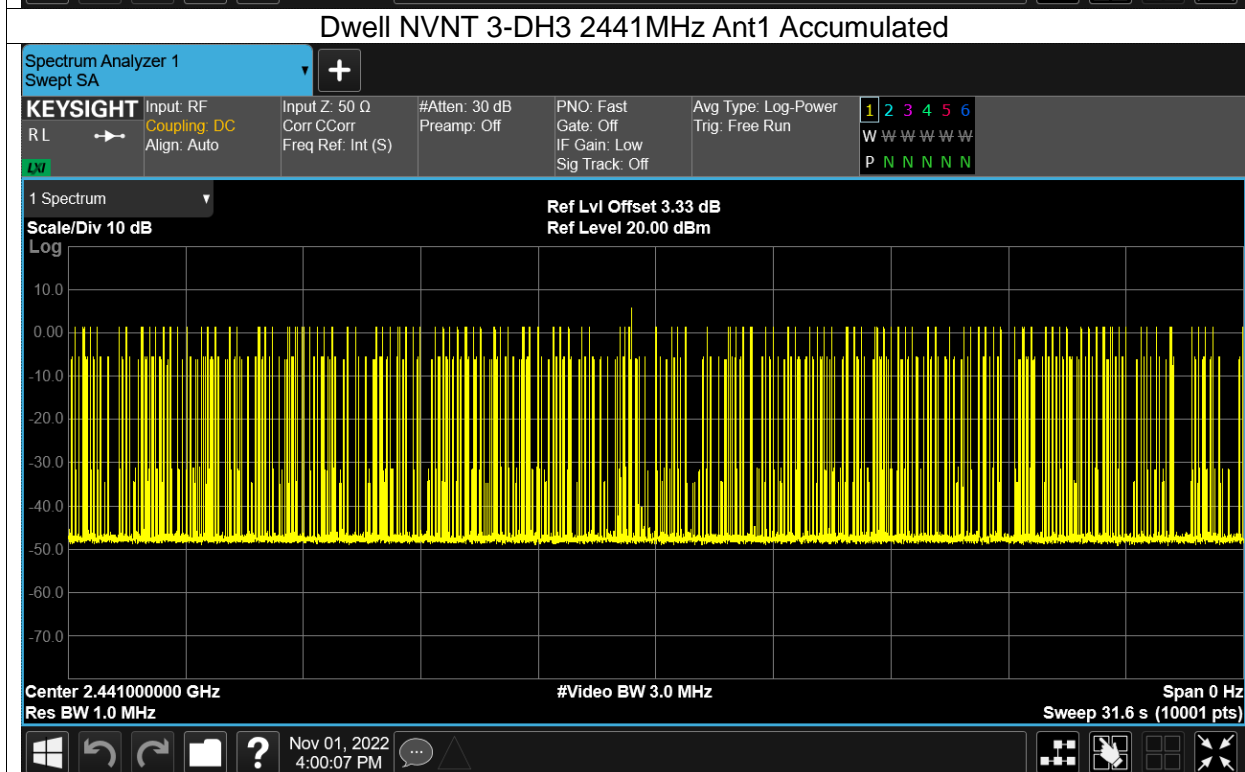 Dwell NVNT 3-DH3 2441MHz Ant1 Accumulated
Spectrum Analyzer 1
Swept SA
KEYSIGHT Input: RF Input Z: 50 Ω #Atten: 30 dB PNO: Fast Avg Type: Log-Power 1 2 3 4 5 6
RL Coupling: DC Corr CCorr Preamp: Off Gate: Off Trig: Free Run W W W W W W
Align: Auto Freq Ref: Int (S) IF Gain: Low
LXI Sig Track: Off P N N N N N
1 Spectrum
Ref Lvl Offset 3.33 dB
Scale/Div 10 dB Ref Level 20.00 dBm
Log
10.0
0.00
-10.0
-20.0
-30.0
-40.0
-50.0
-60.0
-70.0
Center 2.441000000 GHz #Video BW 3.0 MHz Span 0 Hz
Res BW 1.0 MHz Sweep 31.6 s (10001 pts)
? Nov 01, 2022
4:00:07 PM